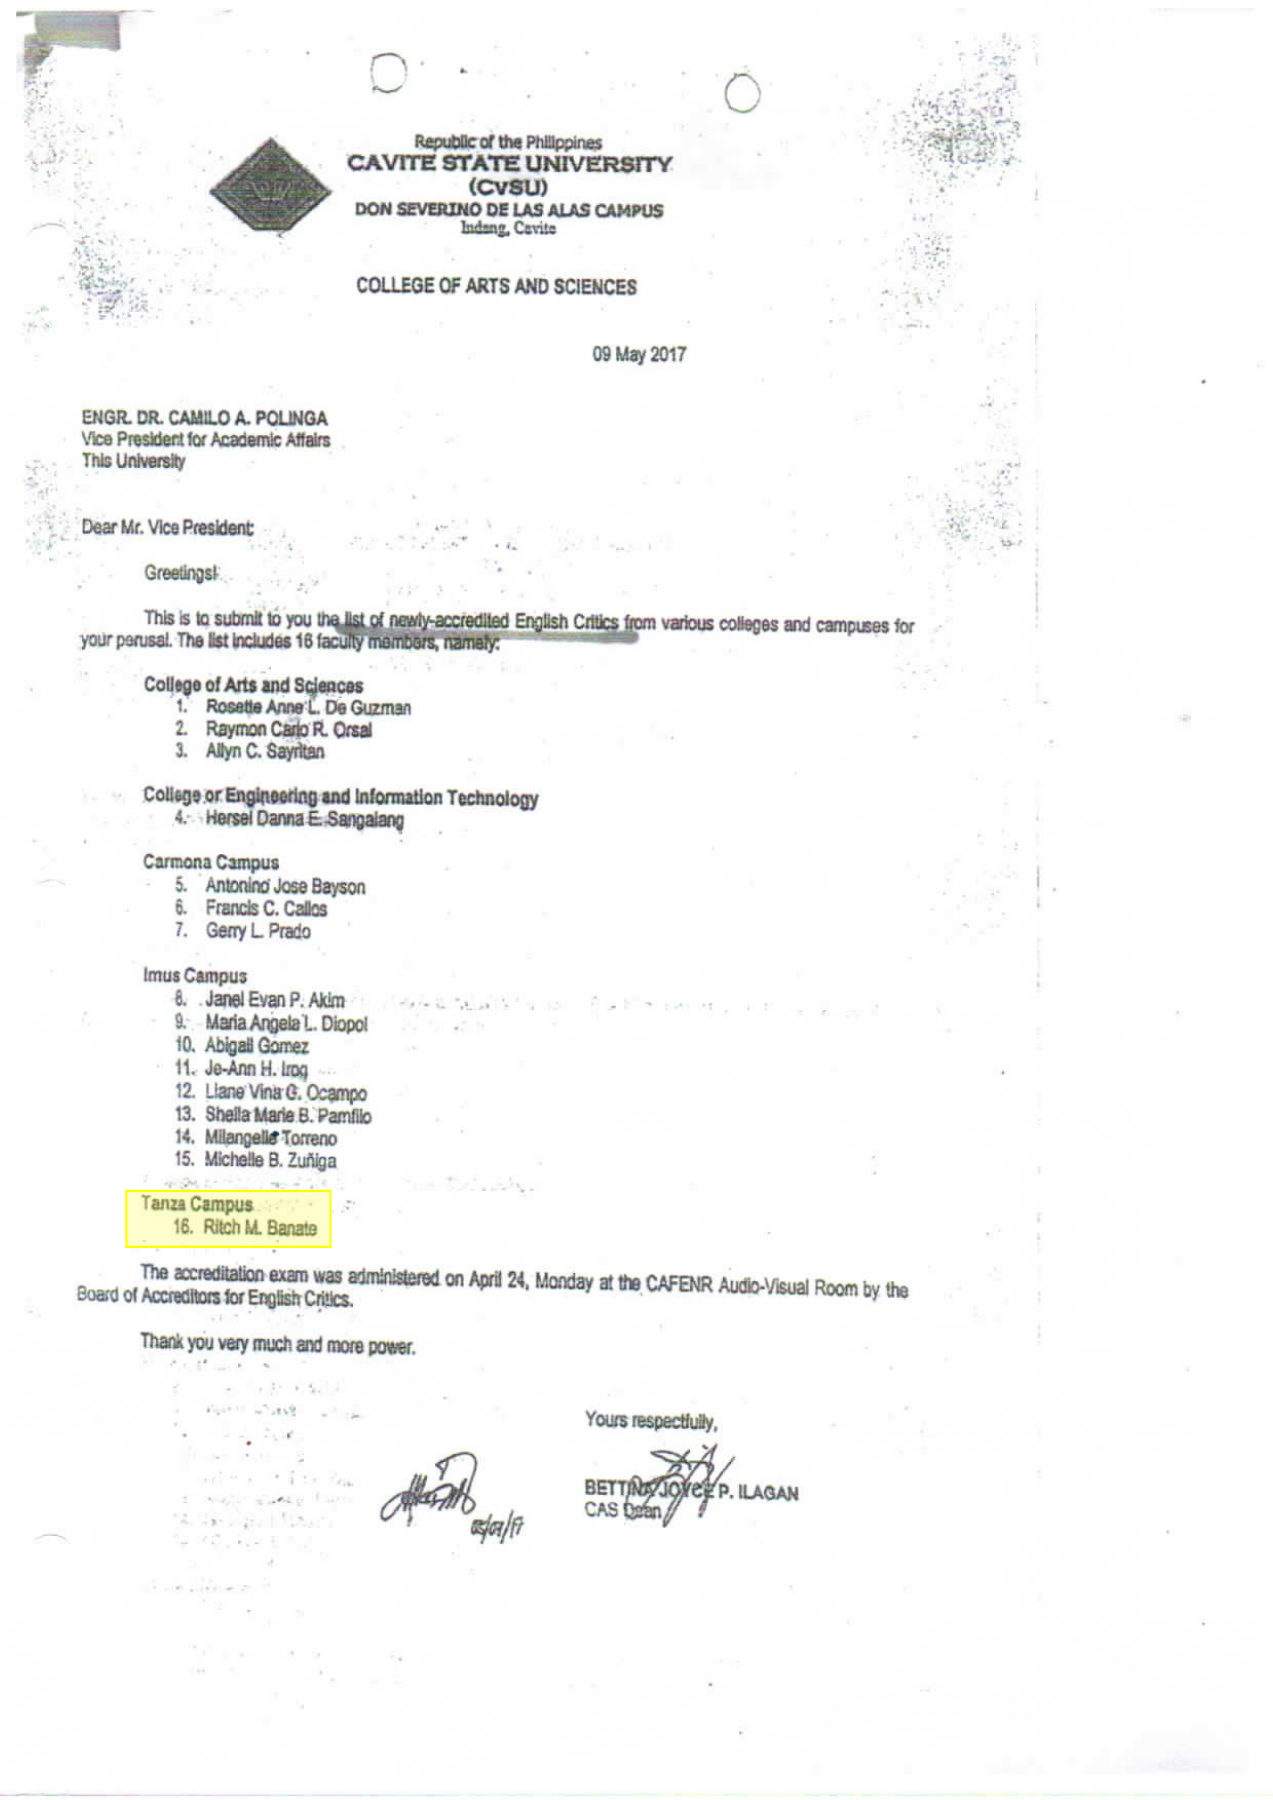 Republic of the Philippines
CAVITE STATE UNIVERSITY
(CvSU)
DON SEVERINO DE LAS ALAS CAMPUS
Indang, Cavite
COLLEGE OF ARTS AND SCIENCES
09 May 2017
ENGR. DR. CAMILO A. POLINGA
Vice President for Academic Affairs
This University
Dear Mr. Vice President:
Greetings!
This is to submit to you the list of newly-accredited English Critics from various colleges and campuses for
your perusal. The list includes 16 faculty members, namely:
College of Arts and Sciences
1. Rosette Anne L. De Guzman
2. Raymon Carlo R. Orsal
3. Allyn C. Sayritan
College or Engineering and Information Technology
4. Hersel Danna E. Sangalang
Carmona Campus
5. Antonino Jose Bayson
6. Francis C. Callos
7. Gerry L. Prado
Imus Campus
8. Janel Evan P. Akim
9. Maria Angela L. Diopol
10. Abigail Gomez
11. Je-Ann H. Irog
12. Liane Vina G. Ocampo
13. Shella Marie B. Pamfilo
14. Milangelie Torreno
15. Michelle B. Zuñiga
Tanza Campus
16. Ritch M. Banate
The accreditation exam was administered on April 24, Monday at the CAFENR Audio-Visual Room by the
Board of Accreditors for English Critics.
Thank you very much and more power.
Yours respectfully,
BETTINA JOYCE P. ILAGAN
CAS Dean